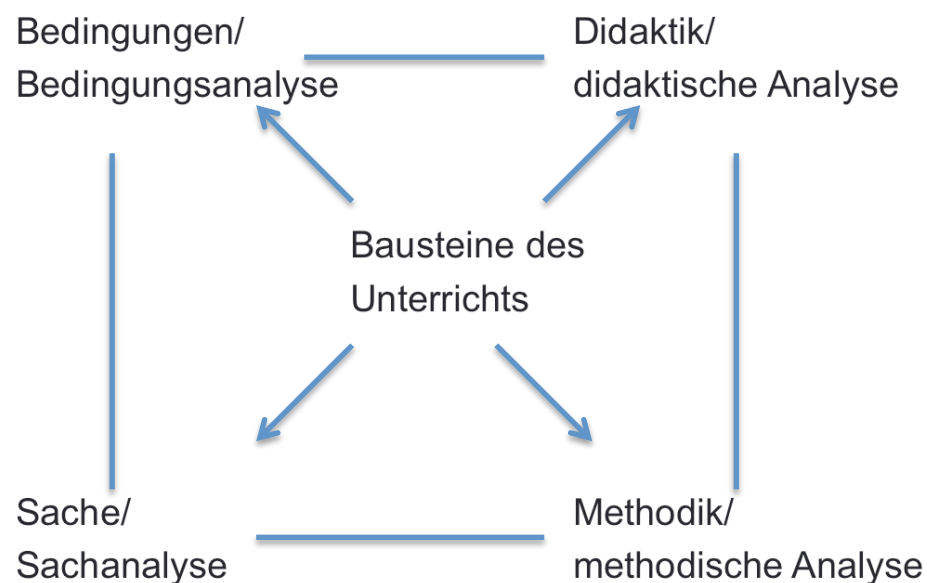 Bedingungen/
Bedingungsanalyse
Didaktik/
didaktische Analyse
Bausteine des
Unterrichts
Sache/
Sachanalyse
Methodik/
methodische Analyse